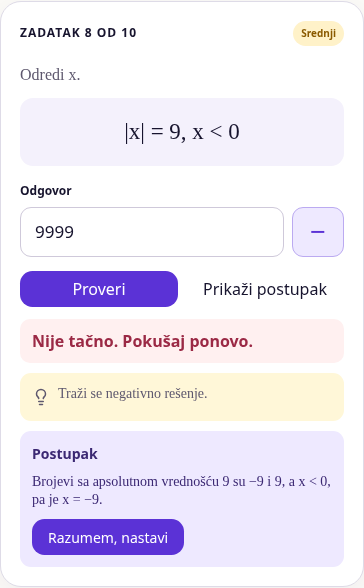 ZADATAK 8 OD 10
Srednji
Odredi x.
|x| = 9, x < 0
Odgovor
9999
−
Proveri
Prikaži postupak
Nije tačno. Pokušaj ponovo.
Traži se negativno rešenje.
Postupak
Brojevi sa apsolutnom vrednošću 9 su −9 i 9, a x < 0,
pa je x = −9.
Razumem, nastavi